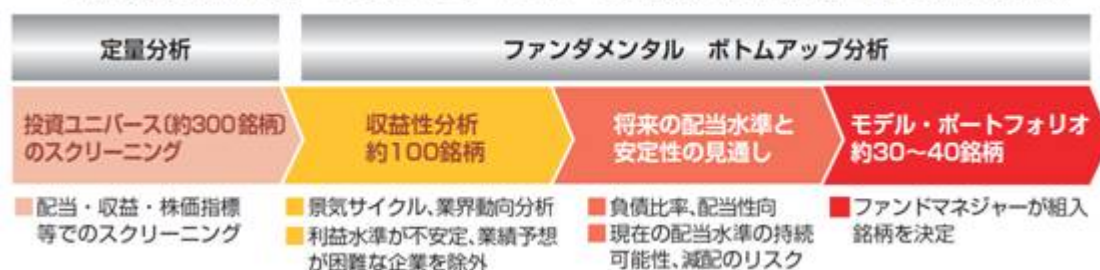 定量分析
ファンダメンタル ボトムアップ分析
投資ユニバース(約300銘柄)
のスクリーニング
収益性分析
約100銘柄
将来の配当水準と
安定性の見通し
モデル・ポートフォリオ
約30〜40銘柄
■配当・収益・株価指標
等でのスクリーニング
■景気サイクル、業界動向分析
■利益水準が不安定、業績予想
が困難な企業を除外
■負債比率、配当性向
■現在の配当水準の持続
可能性、減配のリスク
■ファンドマネジャーが組入
銘柄を決定